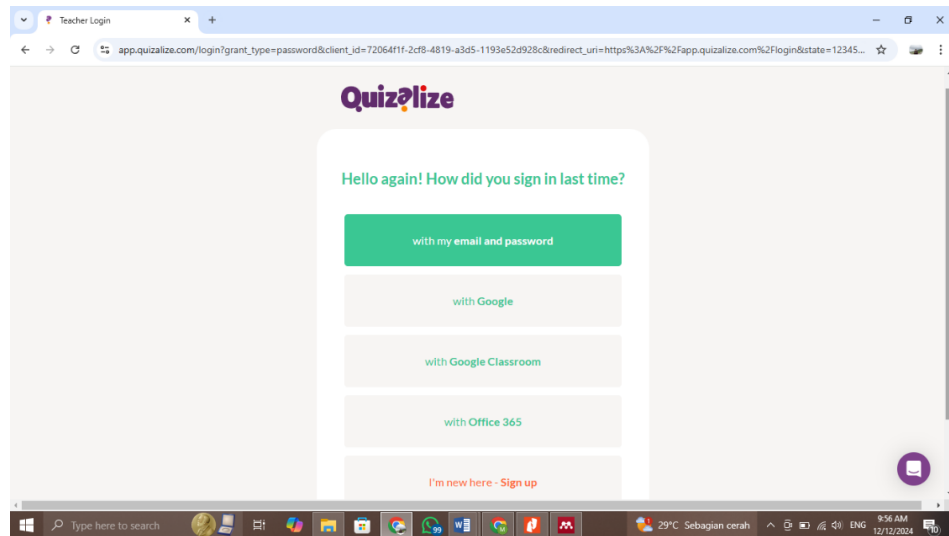 Teacher Login
app.quizalize.com/login?grant_type=password&client_id=72064f1f-2cf8-4819-a3d5-1193e52d928c&redirect_uri=https%3A%2F%2Fapp.quizalize.com%2Flogin&state=12345...
Quizalize
Hello again! How did you sign in last time?
with my email and password
with Google
with Google Classroom
with Office 365
I'm new here - Sign up
Type here to search
99
29°C Sebagian cerah
ENG
9:56 AM
12/12/2024